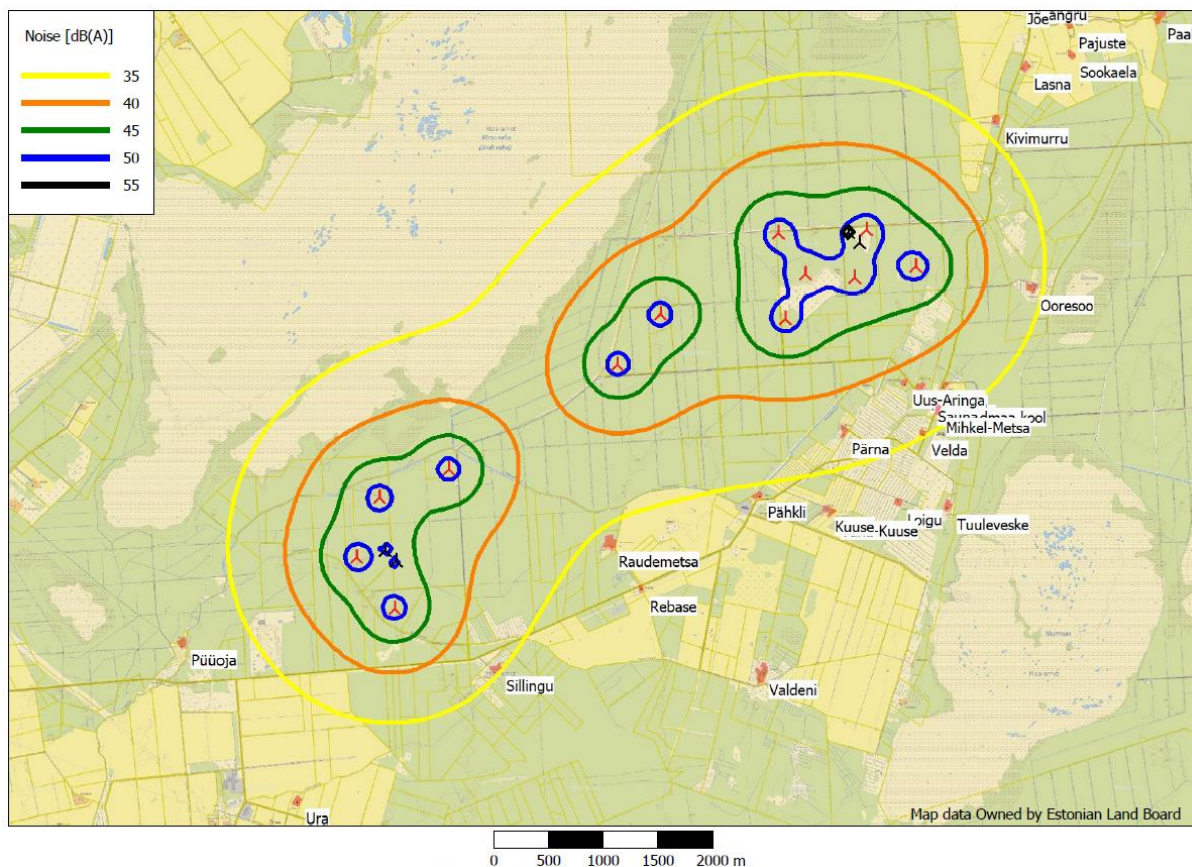 Noise [dB(A)]
35
40
45
50
55
Jõe
Pajuste
Sookaela
Lasna
Kivimurru
Ooresoo
Uus-Aringa
Mihkel-Metsa
Pärna
Velda
Pähkli
Kuuse
Loigu
Tuuleveske
Raudemetsa
Rebase
Püüoja
Sillingu
Valdeni
Ura
Map data Owned by Estonian Land Board
0 500 1000 1500 2000 m